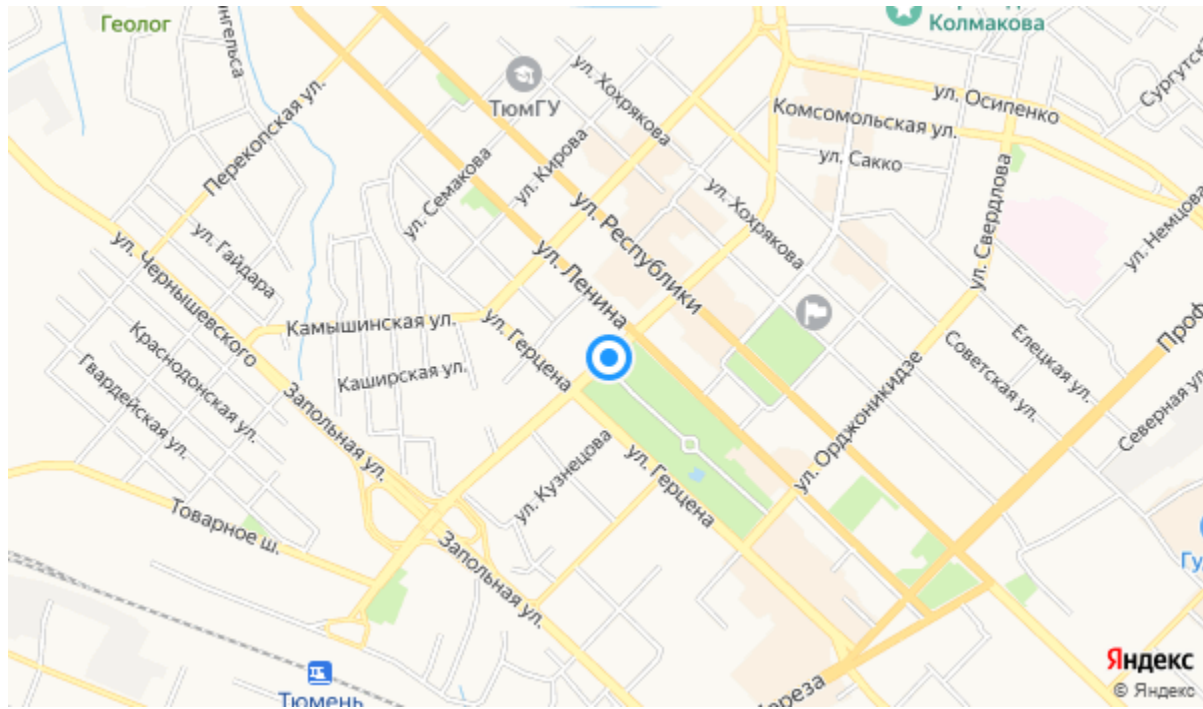 Геолог
Колмакова
ТюмГУ
ул. Хохрякова
ул. Осипенко
Комсомольская ул.
Сургутская
Перекопская ул.
ул. Кирова
ул. Семакова
ул. Сакко
ул. Свердлова
ул. Хохрякова
ул. Республики
ул. Немцова
ул. Гайдара
ул. Чернышевского
ул. Ленина
Камышинская ул.
ул. Герцена
Краснодонская ул.
Каширская ул.
Гвардейская ул.
Запольная ул.
Елецкая ул.
Советская ул.
Проф
Северная ул.
ул. Орджоникидзе
ул. Кузнецова
ул. Герцена
Товарное ш.
Запольная ул.
Гу
Тюмень
Яндекс
© Яндекс